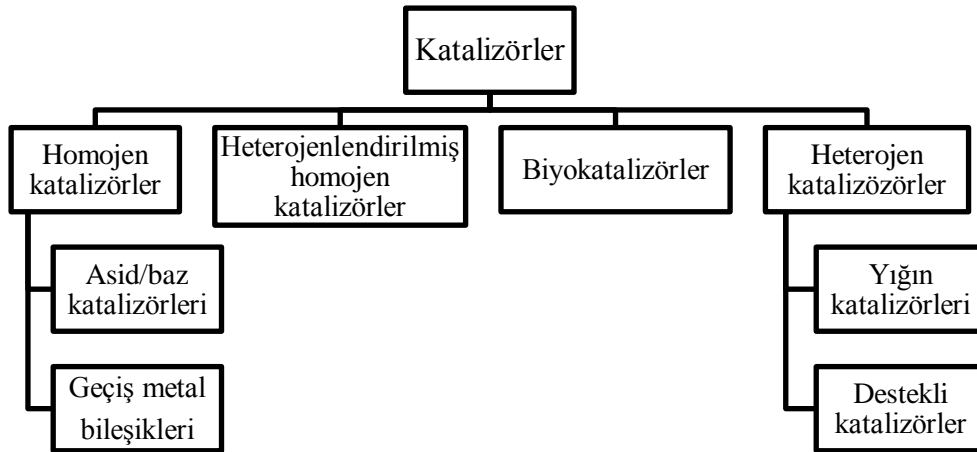 Katalizörler
Homojen
katalizörler
Heterojenlendirilmiş
homojen
katalizörler
Biyokatalizörler
Heterojen
katalizözörler
Asid/baz
katalizörleri
Geçiş metal
bileşikleri
Yığın
katalizörleri
Destekli
katalizörler